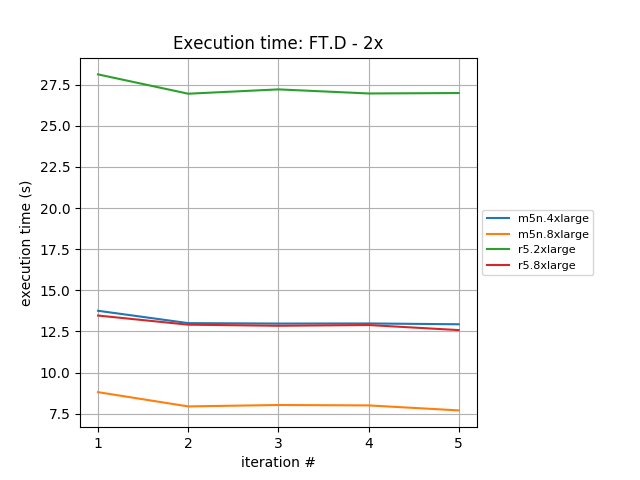 Execution time: FT.D - 2x
execution time (s)
27.5
25.0
22.5
20.0
17.5
15.0
12.5
10.0
7.5
1 2 3 4 5
iteration #
m5n.4xlarge
m5n.8xlarge
r5.2xlarge
r5.8xlarge